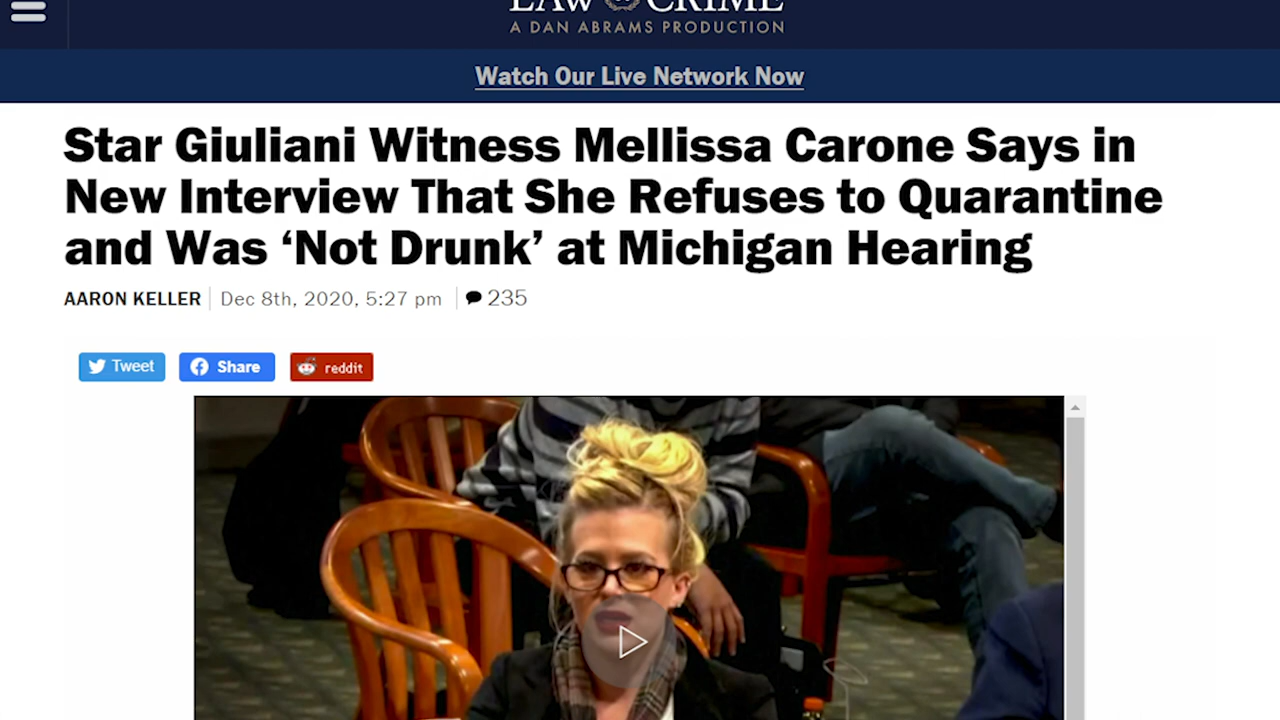 LAW & CRIME
A DAN ABRAMS PRODUCTION
Watch Our Live Network Now
Star Giuliani Witness Mellissa Carone Says in
New Interview That She Refuses to Quarantine
and Was ‘Not Drunk’ at Michigan Hearing
AARON KELLER Dec 8th, 2020, 5:27 pm 235
Tweet Share reddit